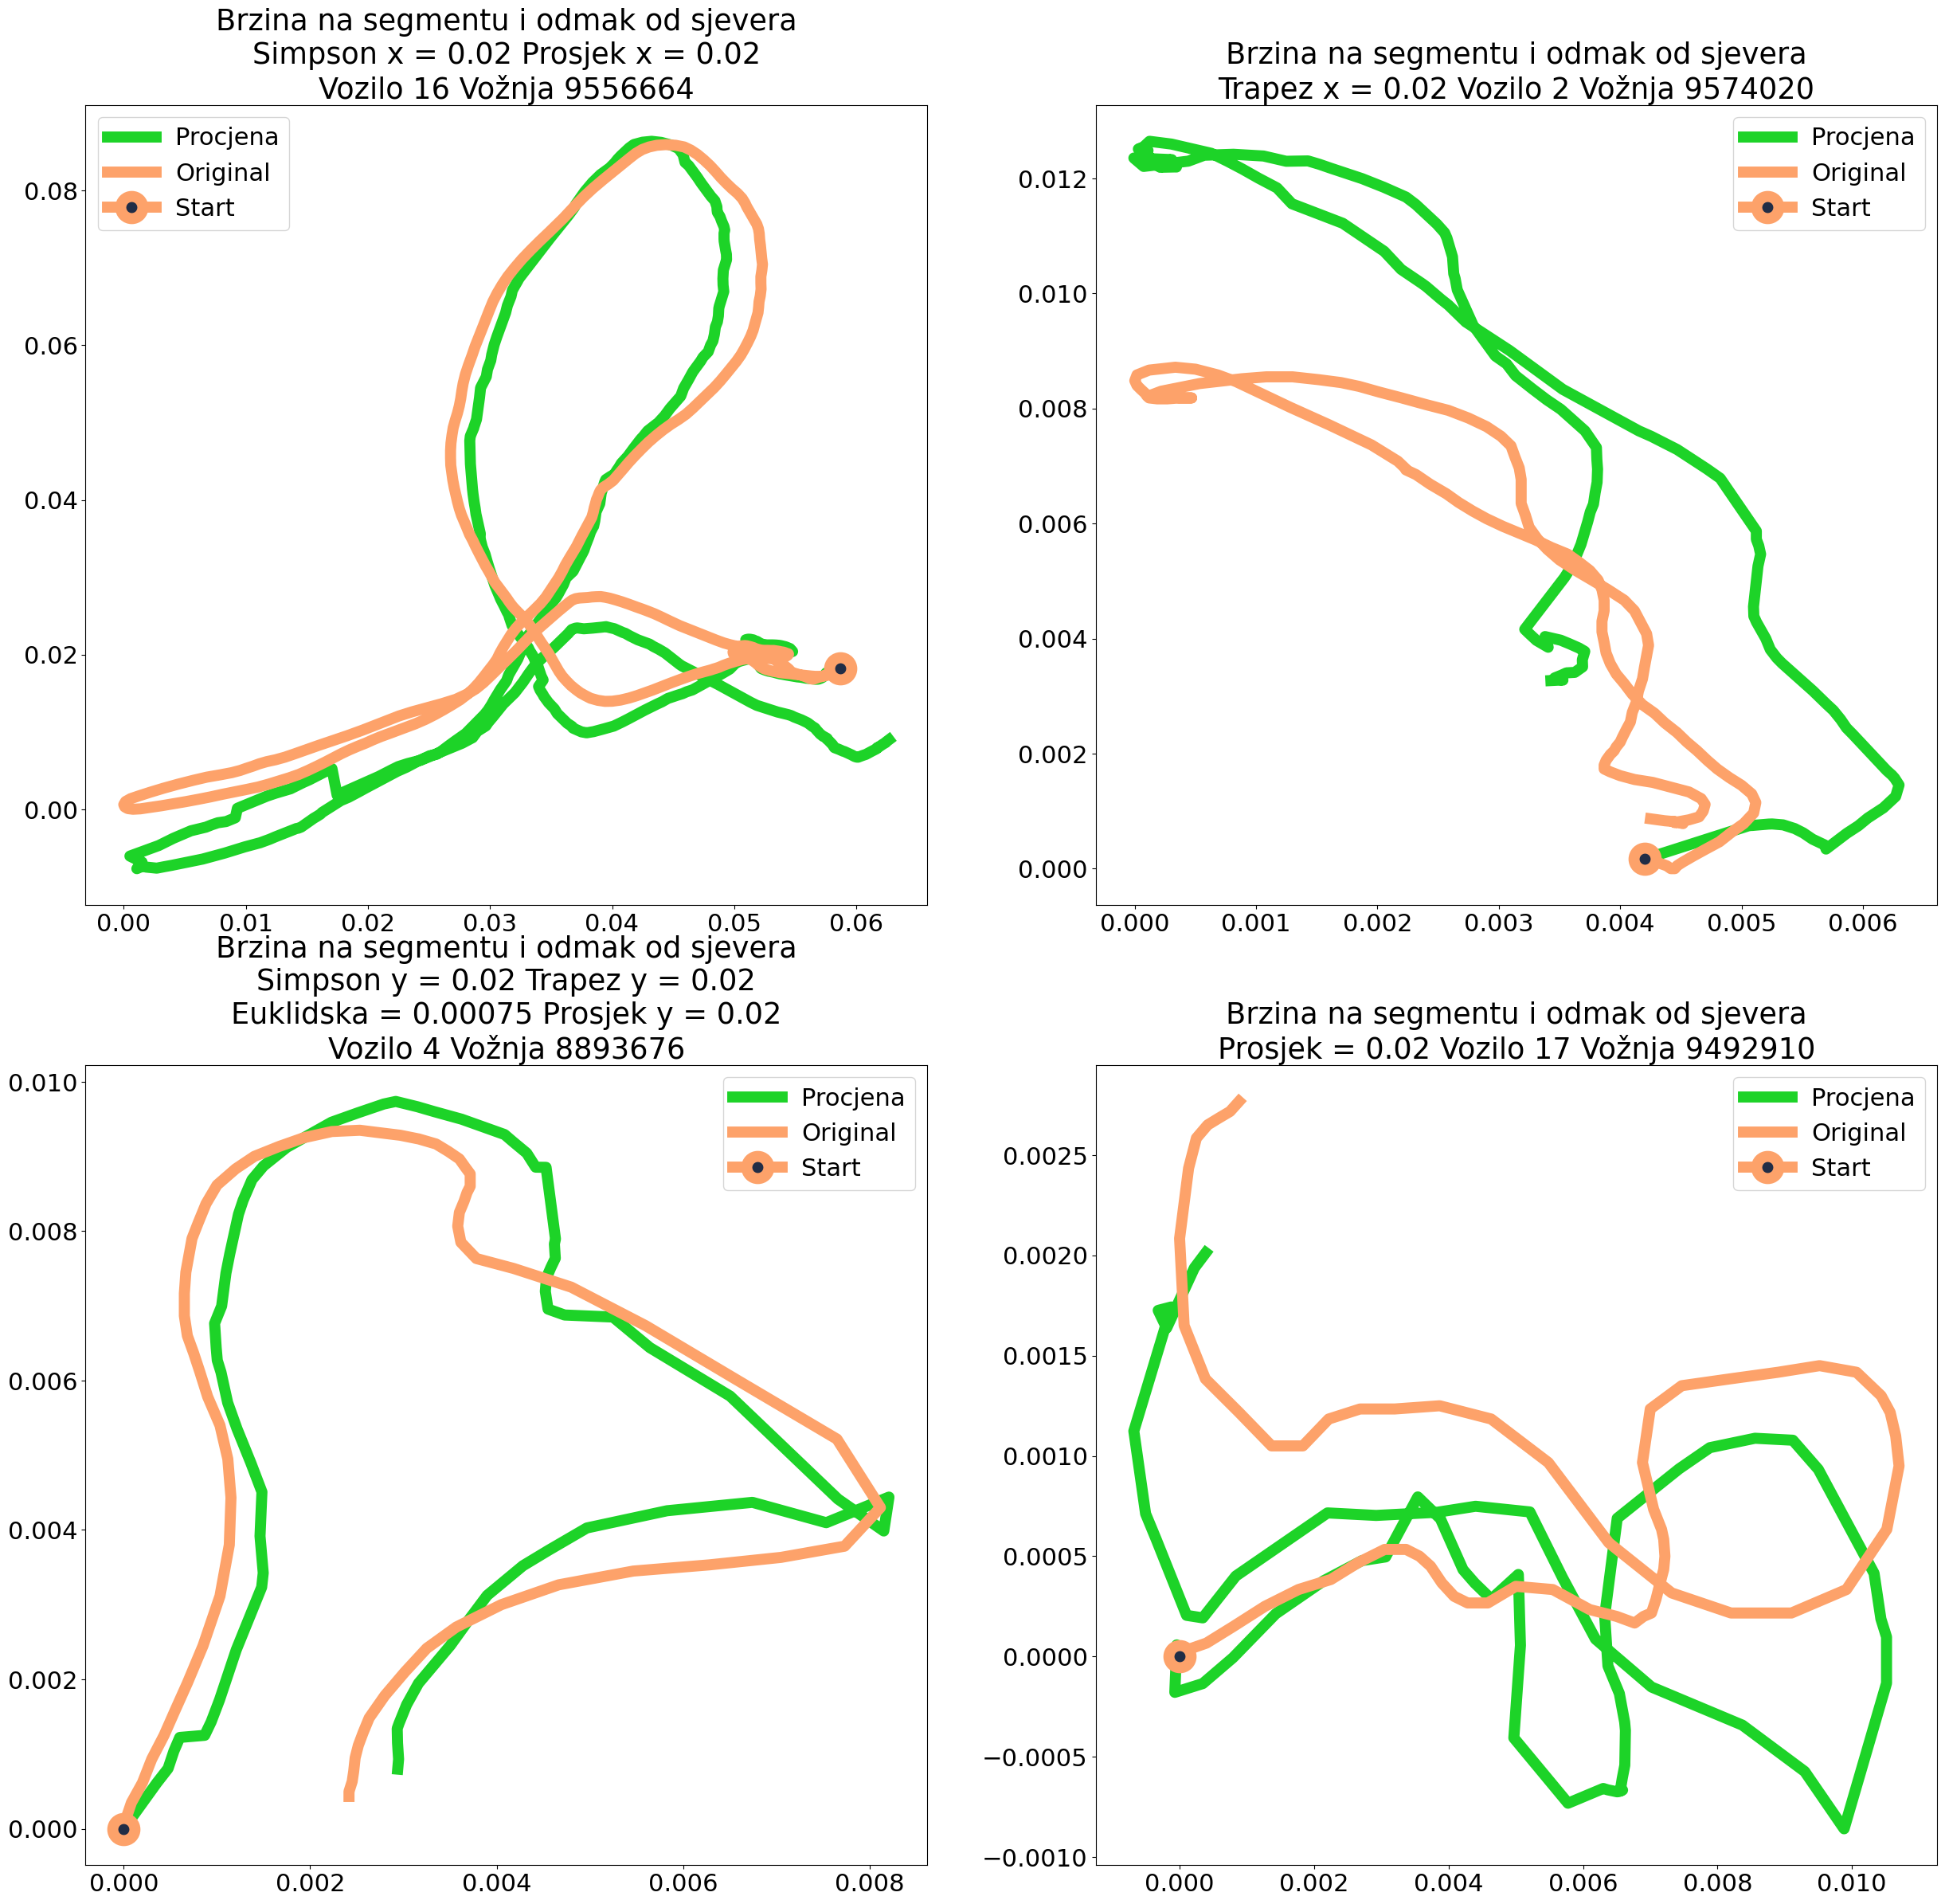 Brzina na segmentu i odmak od sjevera
Simpson x = 0.02 Prosjek x = 0.02
Vozilo 16 Vožnja 9556664
Procjena
Original
Start
0.08
0.06
0.04
0.02
0.00
0.00 0.01 0.02 0.03 0.04 0.05 0.06
Brzina na segmentu i odmak od sjevera
Trapez x = 0.02 Vozilo 2 Vožnja 9574020
Procjena
Original
Start
0.012
0.010
0.008
0.006
0.004
0.002
0.000
0.000 0.001 0.002 0.003 0.004 0.005 0.006
Brzina na segmentu i odmak od sjevera
Simpson y = 0.02 Trapez y = 0.02
Euklidska = 0.00075 Prosjek y = 0.02
Vozilo 4 Vožnja 8893676
Procjena
Original
Start
0.010
0.008
0.006
0.004
0.002
0.000
0.000 0.002 0.004 0.006 0.008
Brzina na segmentu i odmak od sjevera
Prosjek = 0.02 Vozilo 17 Vožnja 9492910
Procjena
Original
Start
0.0025
0.0020
0.0015
0.0010
0.0005
0.0000
−0.0005
−0.0010
0.000 0.002 0.004 0.006 0.008 0.010